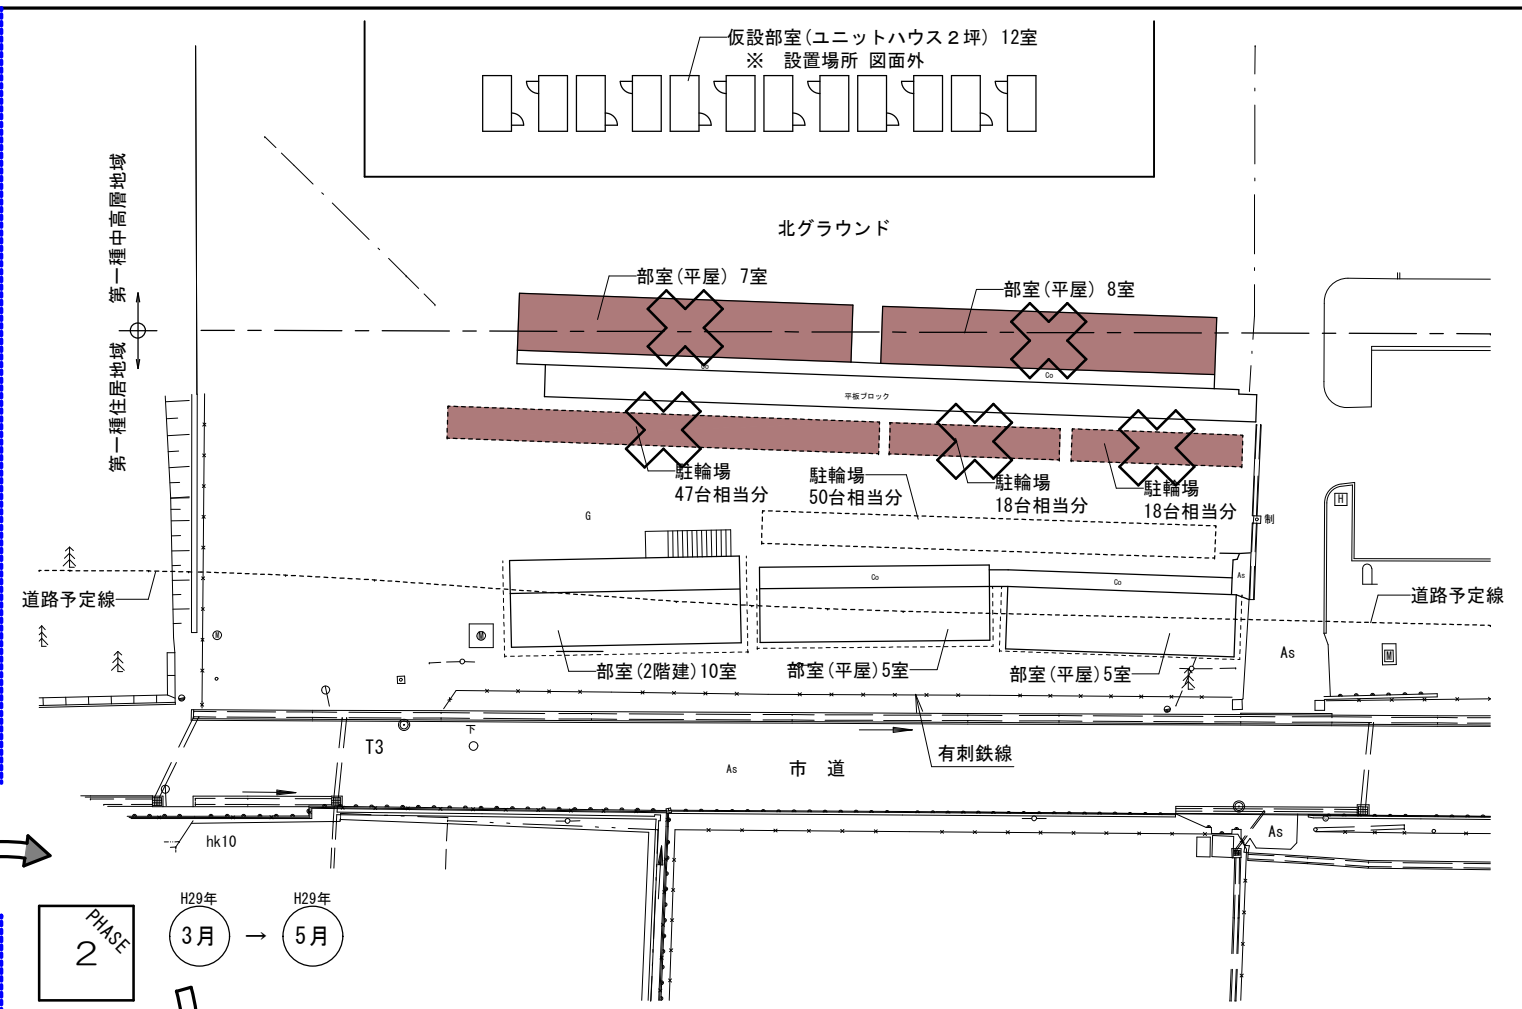 仮設部室(ユニットハウス２坪) 12室
※ 設置場所 図面外
第一種中高層地域
第一種住居地域
北グラウンド
部室(平屋) 7室
部室(平屋) 8室
Co
Co
平板ブロック
駐輪場
47台相当分
駐輪場
50台相当分
駐輪場
18台相当分
駐輪場
18台相当分
G
H
制
Co
Co
As
道路予定線
道路予定線
M
M
M
As
部室(2階建)10室
部室(平屋)5室
部室(平屋)5室
T3
下
As
市 道
有刺鉄線
hk10
As
PHASE
2
H29年
3月
→
H29年
5月